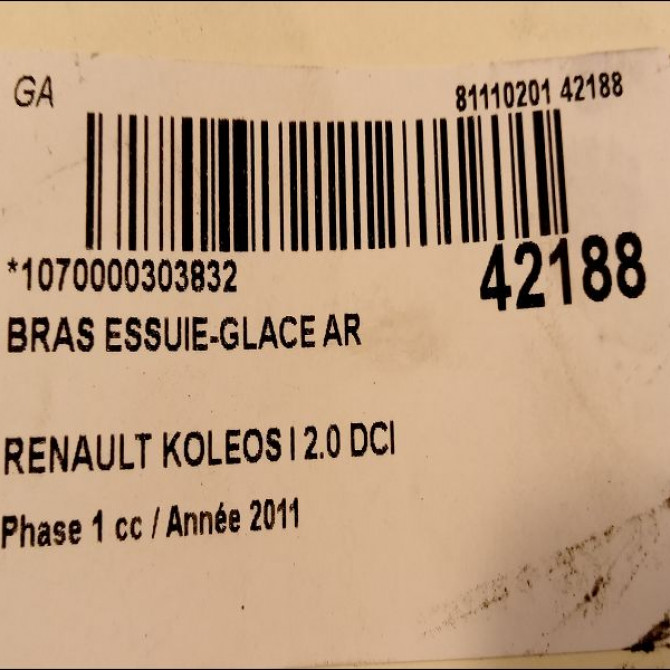 GA
81110201 42188
*1070000303832
42188
BRAS ESSUIE-GLACE AR
RENAULT KOLEOS I 2.0 DCI
Phase 1 cc / Année 2011